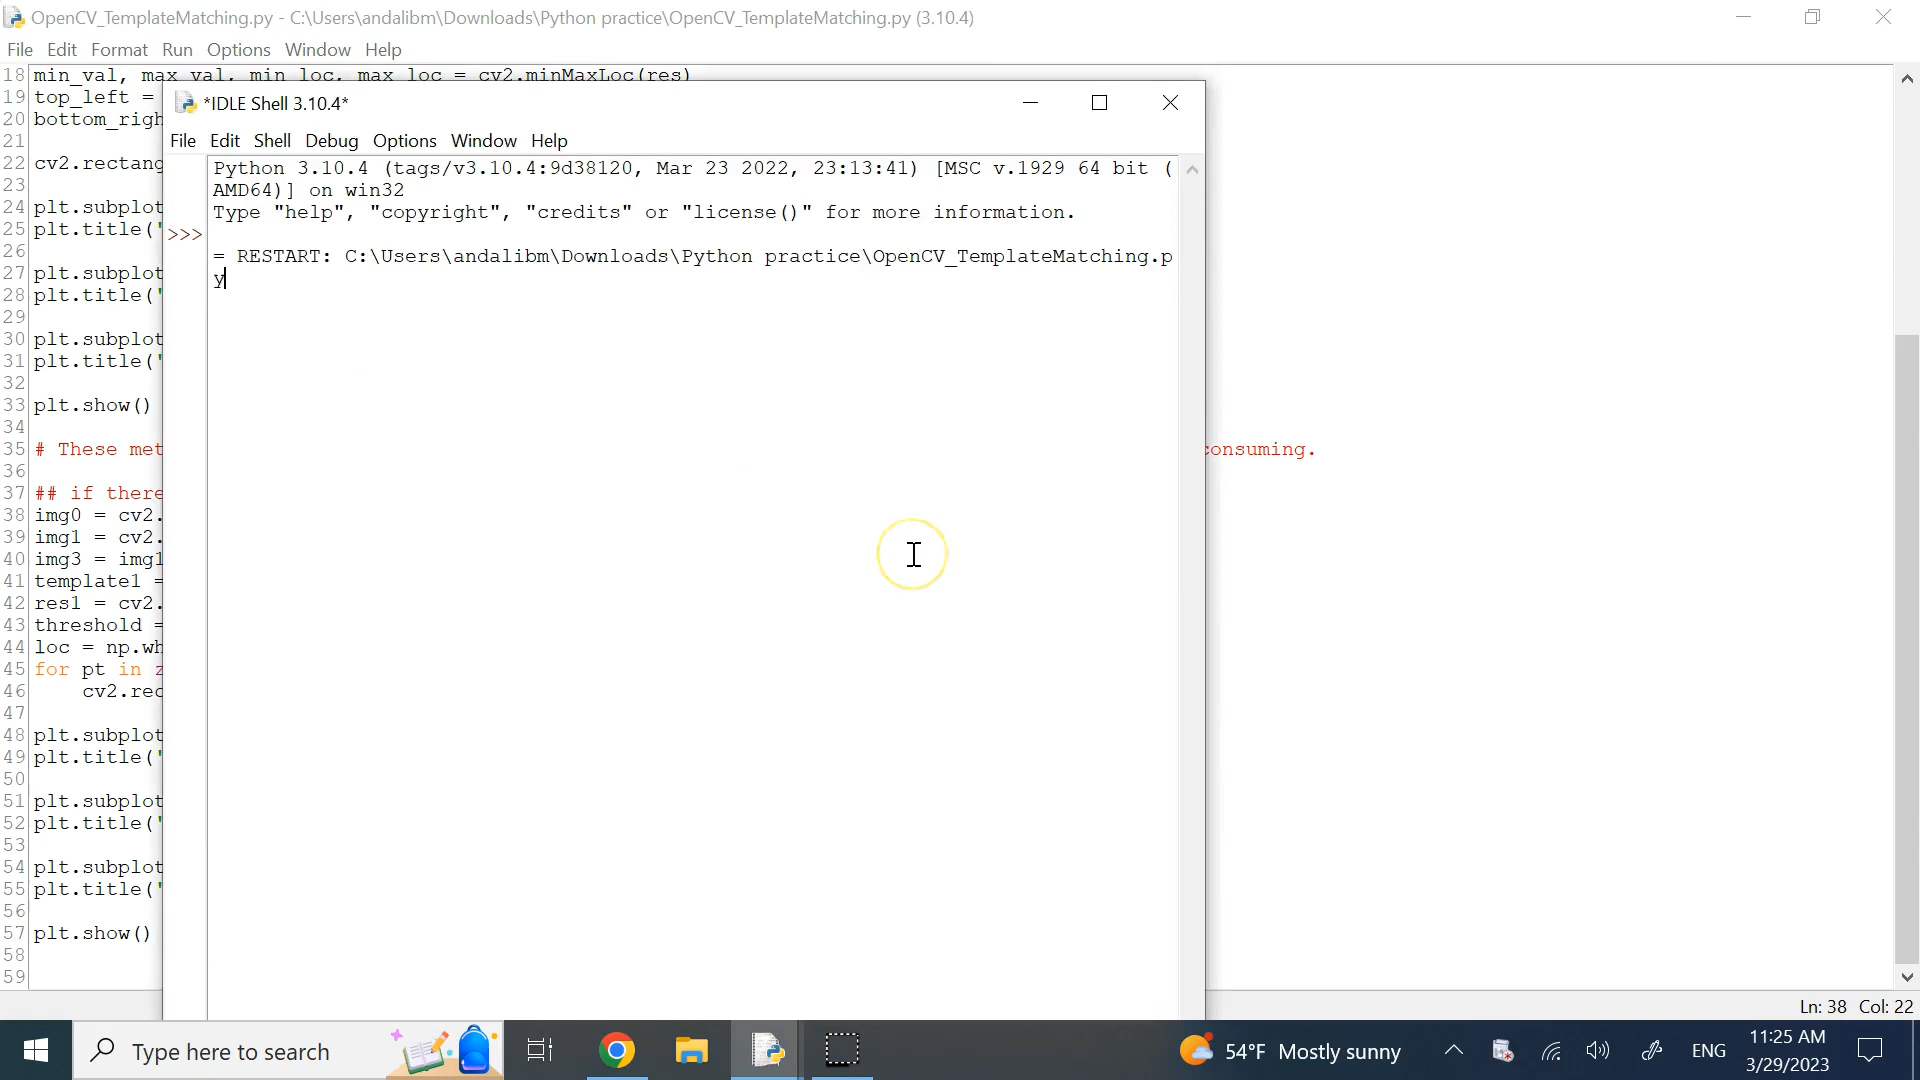 OpenCV_TemplateMatching.py - C:\Users\andalibm\Downloads\Python practice\OpenCV_TemplateMatching.py (3.10.4)
File Edit Format Run Options Window Help
18 min_val, max_val, min_loc, max_loc = cv2.minMaxLoc(res)
19 top_left =
20 bottom_righ
21
22 cv2.rectang
23
24 plt.subplot
25 plt.title('
26
27 plt.subplot
28 plt.title('
29
30 plt.subplot
31 plt.title('
32
33 plt.show()
34
35 # These met consuming.
36
37 ## if there
38 img0 = cv2.
39 img1 = cv2.
40 img3 = img1
41 template1 =
42 res1 = cv2.
43 threshold =
44 loc = np.wh
45 for pt in z
46 cv2.rec
47
48 plt.subplot
49 plt.title('
50
51 plt.subplot
52 plt.title('
53
54 plt.subplot
55 plt.title('
56
57 plt.show()
58
59
*IDLE Shell 3.10.4*
File Edit Shell Debug Options Window Help
Python 3.10.4 (tags/v3.10.4:9d38120, Mar 23 2022, 23:13:41) [MSC v.1929 64 bit (
AMD64)] on win32
Type "help", "copyright", "credits" or "license()" for more information.
>>>
= RESTART: C:\Users\andalibm\Downloads\Python practice\OpenCV_TemplateMatching.p
y
Ln: 38 Col: 22
Type here to search
54°F Mostly sunny
ENG
11:25 AM
3/29/2023